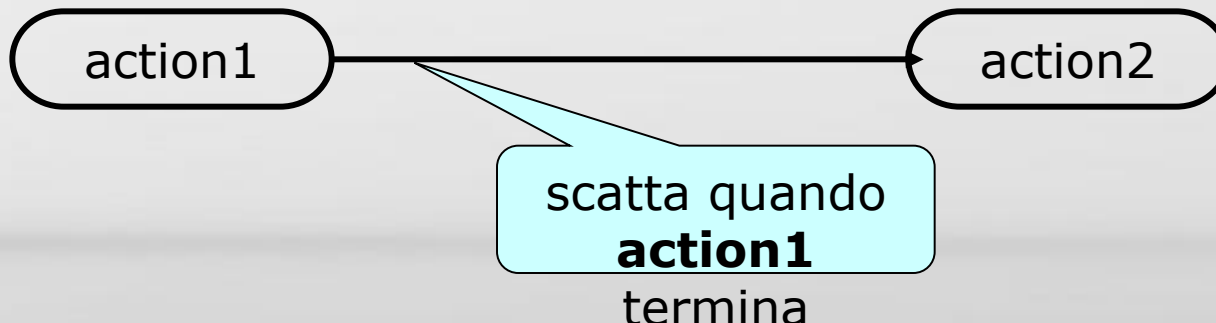 action1
action2
scatta quando
action1
termina